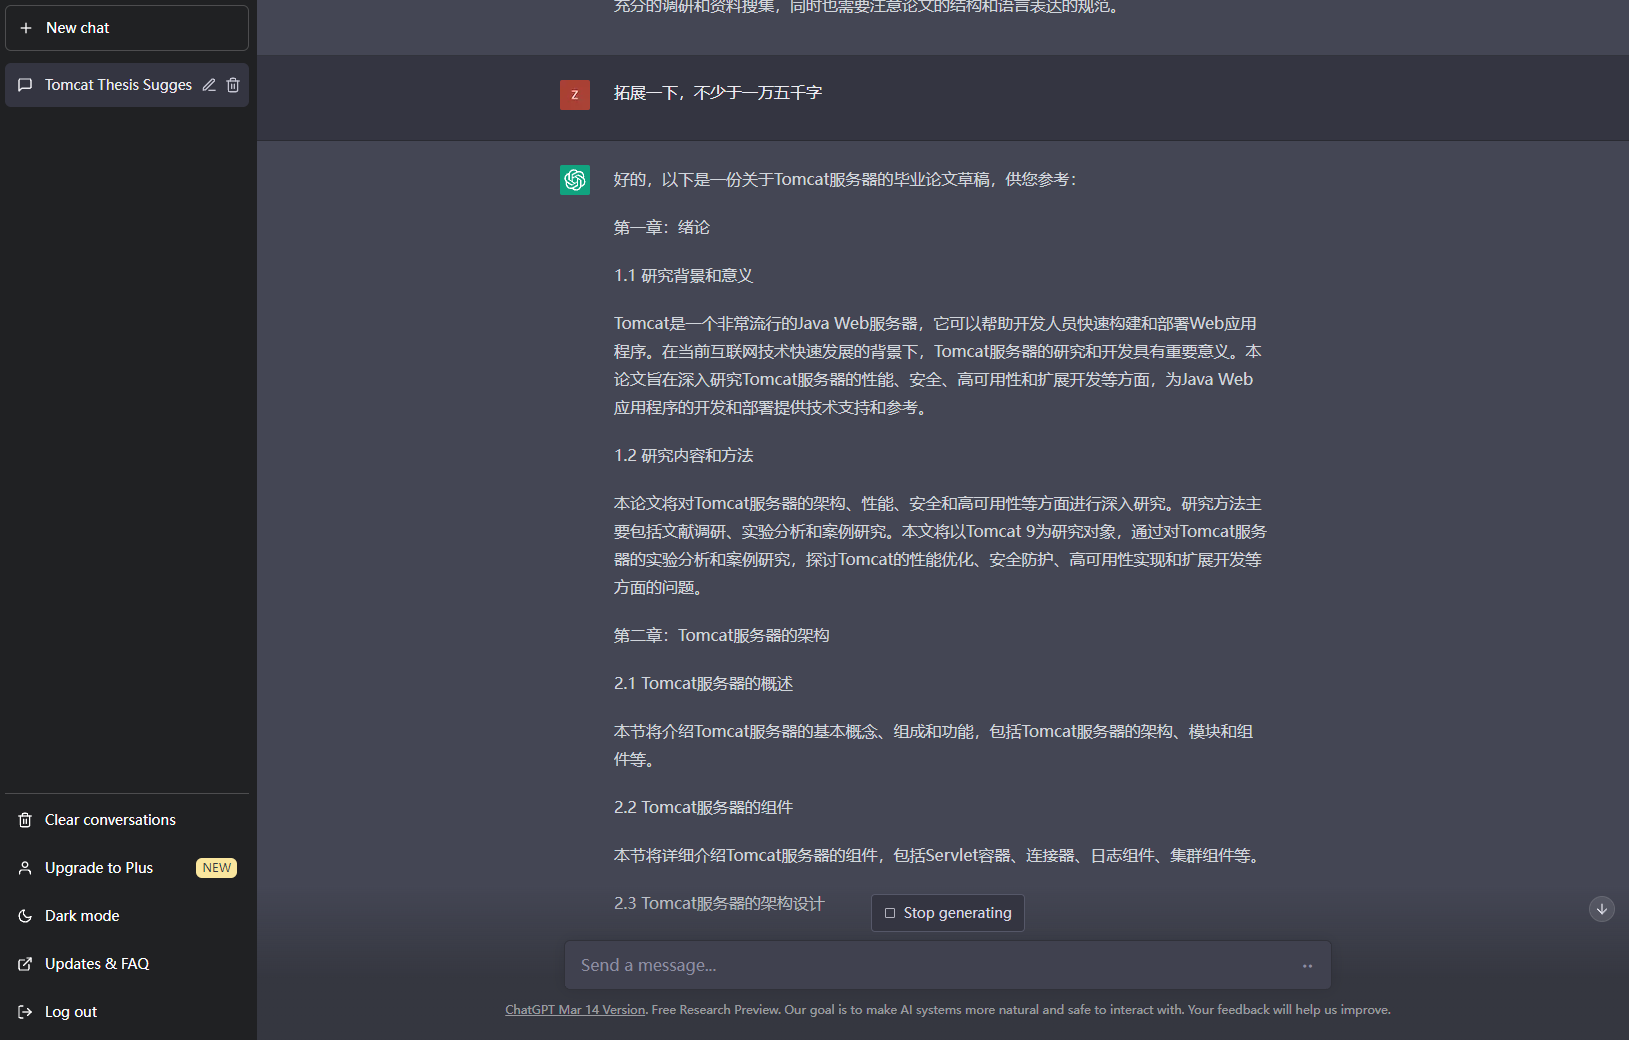 New chat
Tomcat Thesis Sugges
Clear conversations
Upgrade to Plus
NEW
Dark mode
Updates & FAQ
Log out
充分的调研和资料搜集，同时也需要注意论文的结构和语言表达的规范。
Z
拓展一下，不少于一万五千字
好的，以下是一份关于Tomcat服务器的毕业论文草稿，供您参考：
第一章：绪论
1.1 研究背景和意义
Tomcat是一个非常流行的Java Web服务器，它可以帮助开发人员快速构建和部署Web应用
程序。在当前互联网技术快速发展的背景下，Tomcat服务器的研究和开发具有重要意义。本
论文旨在深入研究Tomcat服务器的性能、安全、高可用性和扩展开发等方面，为Java Web
应用程序的开发和部署提供技术支持和参考。
1.2 研究内容和方法
本论文将对Tomcat服务器的架构、性能、安全和高可用性等方面进行深入研究。研究方法主
要包括文献调研、实验分析和案例研究。本文将以Tomcat 9为研究对象，通过对Tomcat服务
器的实验分析和案例研究，探讨Tomcat的性能优化、安全防护、高可用性实现和扩展开发等
方面的问题。
第二章：Tomcat服务器的架构
2.1 Tomcat服务器的概述
本节将介绍Tomcat服务器的基本概念、组成和功能，包括Tomcat服务器的架构、模块和组
件等。
2.2 Tomcat服务器的组件
本节将详细介绍Tomcat服务器的组件，包括Servlet容器、连接器、日志组件、集群组件等。
2.3 Tomcat服务器的架构设计
Stop generating
Send a message...
ChatGPT Mar 14 Version. Free Research Preview. Our goal is to make AI systems more natural and safe to interact with. Your feedback will help us improve.